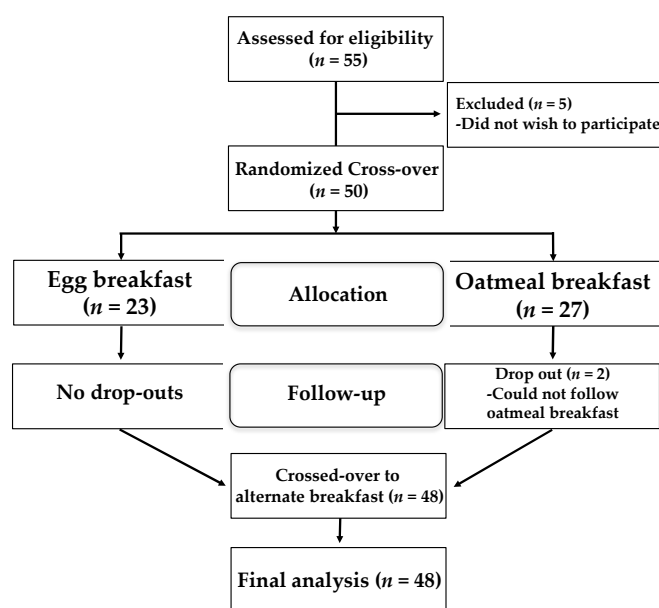 Assessed for eligibility
(n = 55)
Excluded (n = 5)
-Did not wish to participate
Randomized Cross-over
(n = 50)
Egg breakfast
(n = 23)
Allocation
Oatmeal breakfast
(n = 27)
No drop-outs
Follow-up
Drop out (n = 2)
-Could not follow
oatmeal breakfast
Crossed-over to
alternate breakfast (n = 48)
Final analysis (n = 48)